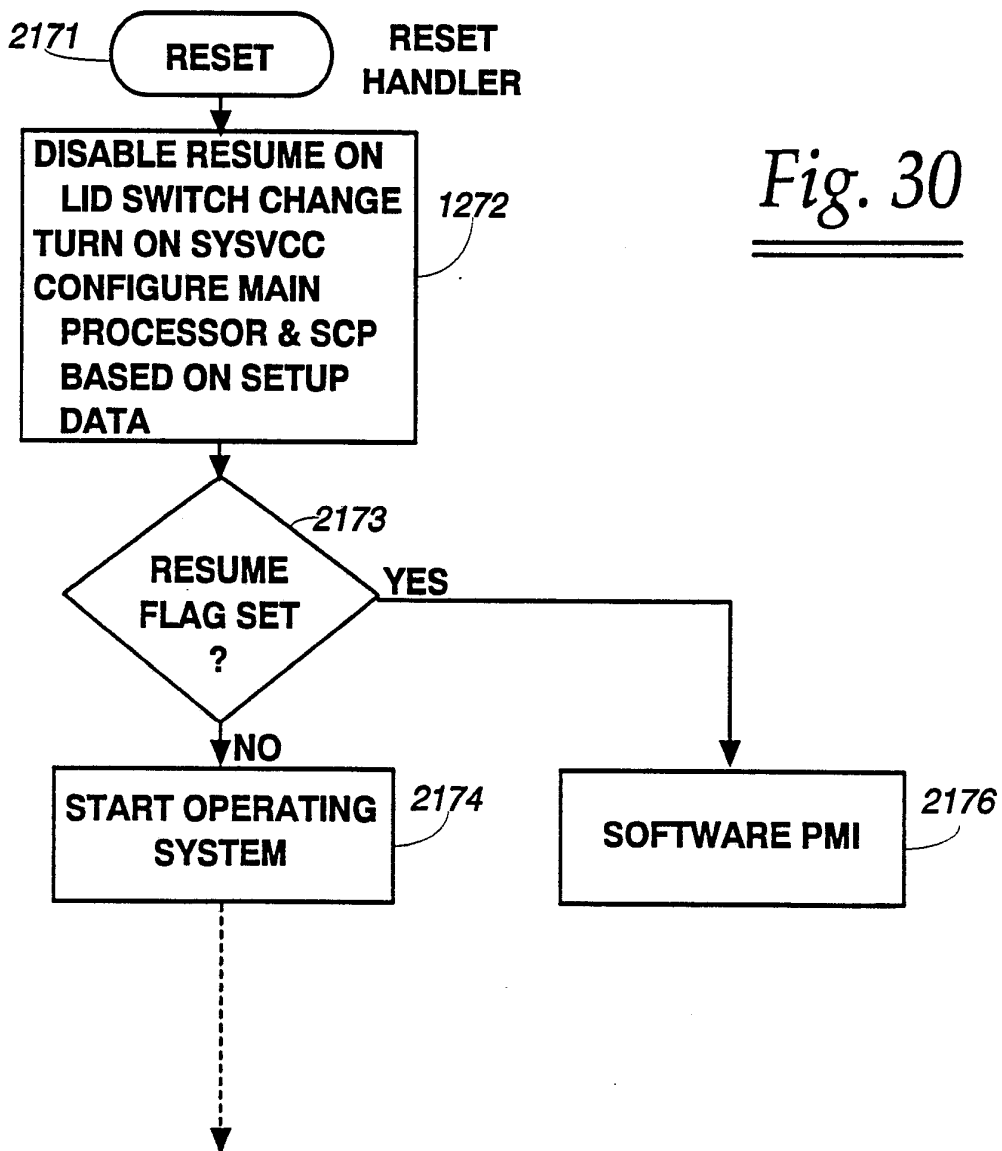 2171
RESET
RESET
HANDLER
Fig. 30
DISABLE RESUME ON
LID SWITCH CHANGE
TURN ON SYSVCC
CONFIGURE MAIN
PROCESSOR & SCP
BASED ON SETUP
DATA
1272
2173
RESUME
FLAG SET
?
YES
NO
START OPERATING
SYSTEM
2174
SOFTWARE PMI
2176